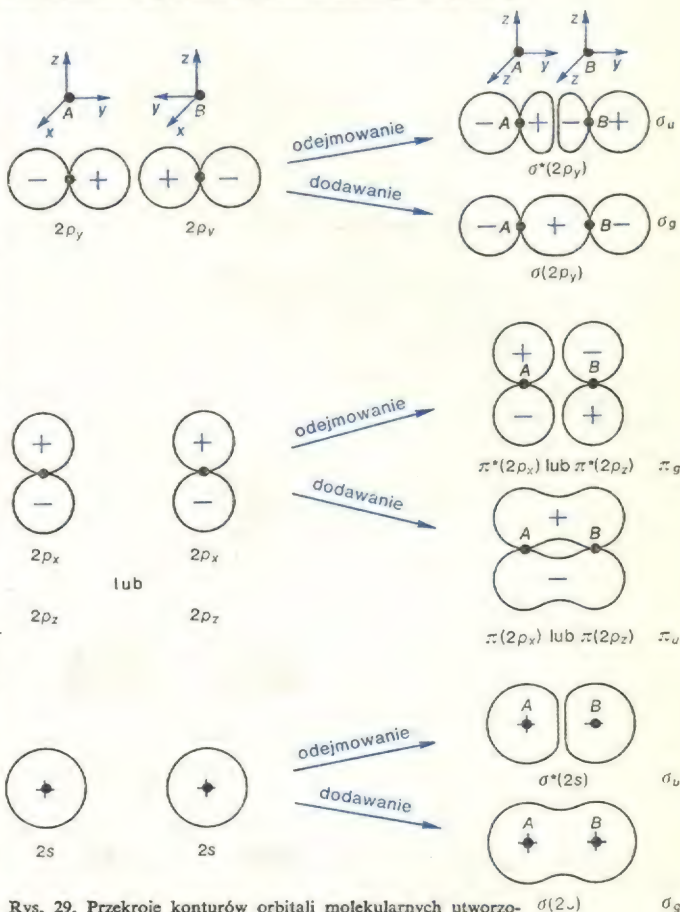 z z z z
A y y B A y B y
x x z z
− + + − odejmowanie − A + − B + σu
2py 2py σ*(2py)
dodawanie − A + B − σg
σ(2py)
+ −
A B
odejmowanie − +
+ + π*(2px) lub π*(2pz) πg
− − dodawanie +
2px 2px A B
lub −
2pz 2pz π(2px) lub π(2pz) πu
A B
odejmowanie + +
σ*(2s) σu
+ + dodawanie A B
2s 2s + +
Rys. 29. Przekroje konturów orbitali molekularnych utworzo- σg